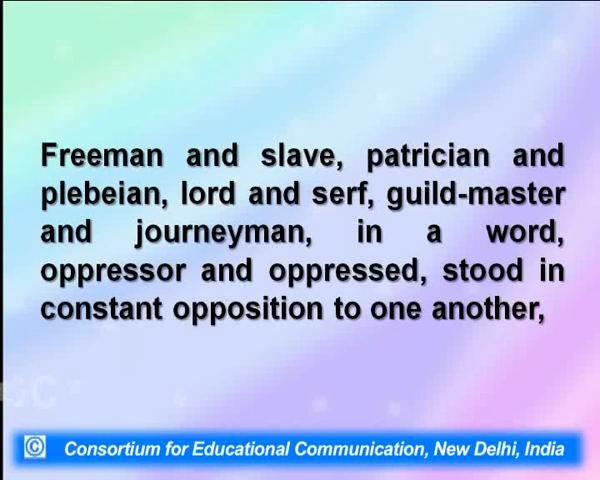 Freeman and slave, patrician and
plebeian, lord and serf, guild-master
and journeyman, in a word,
oppressor and oppressed, stood in
constant opposition to one another,
© Consortium for Educational Communication, New Delhi, India